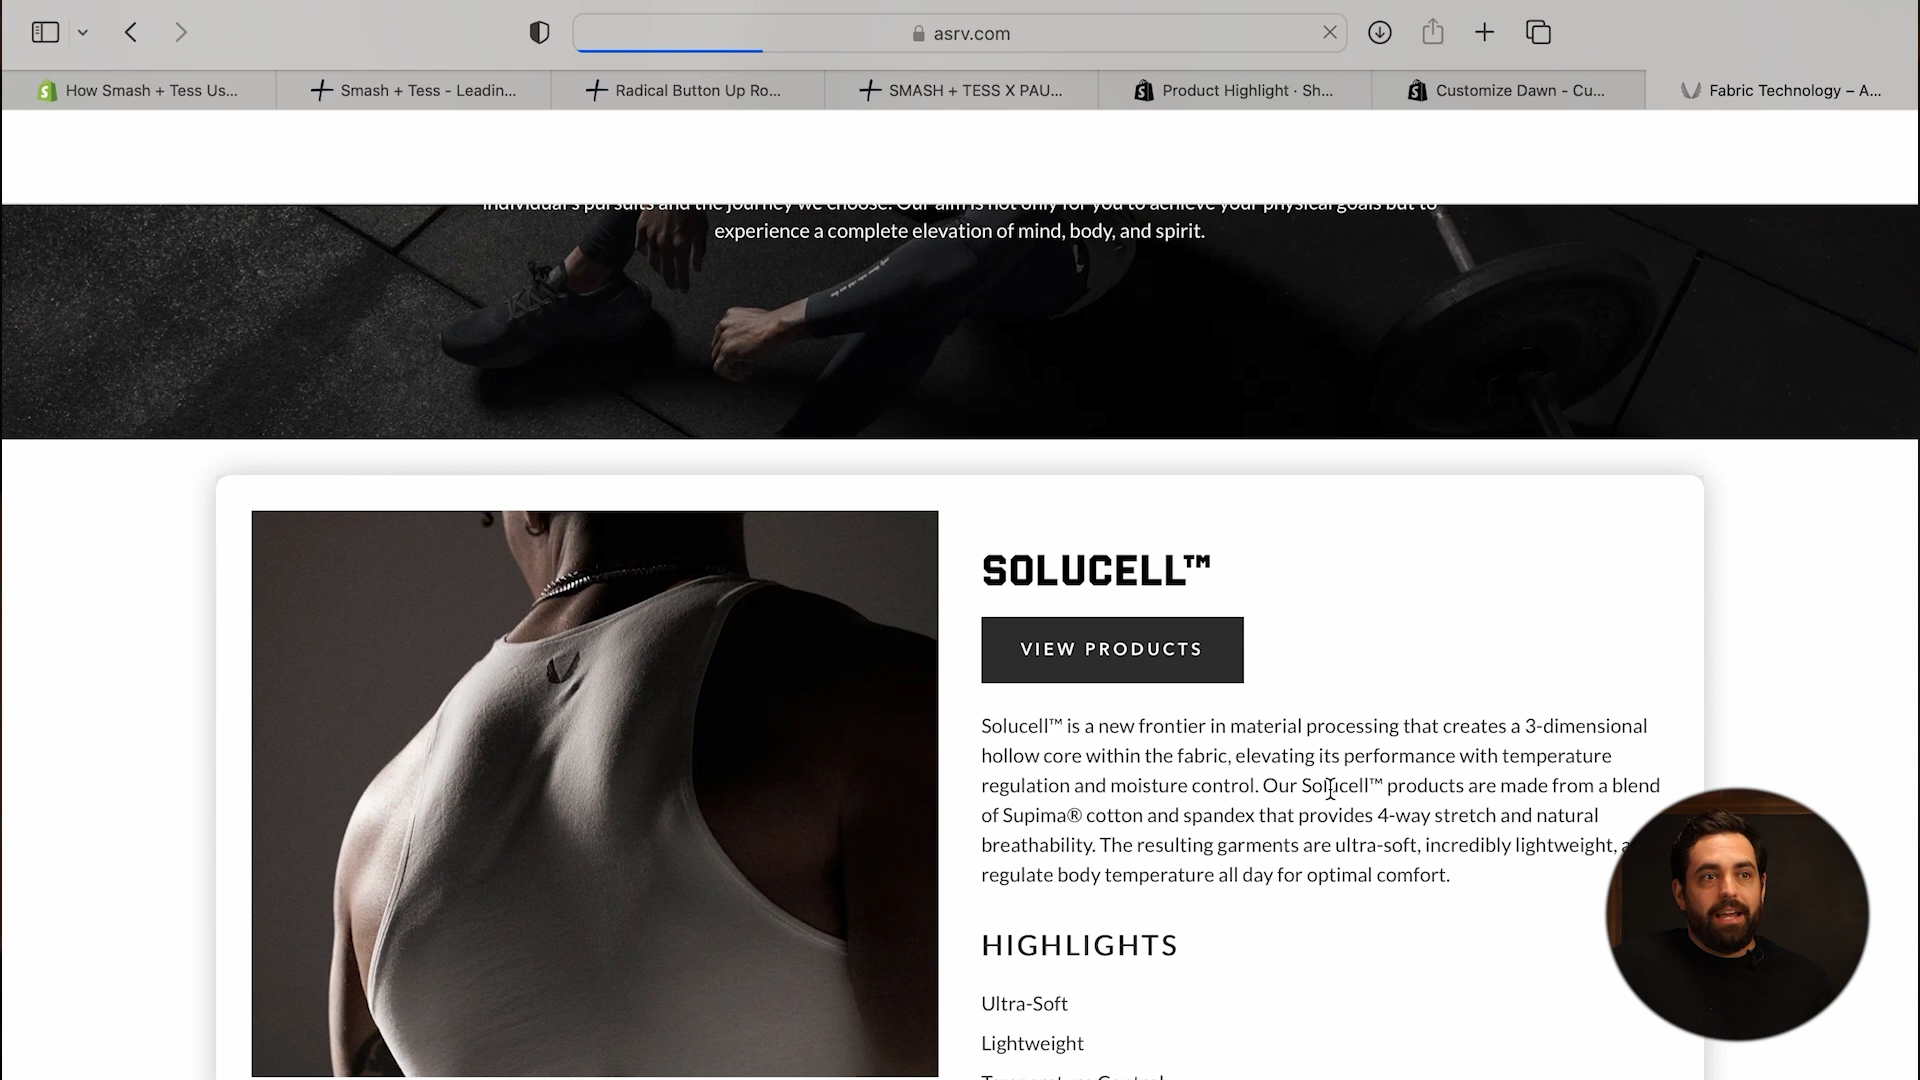 asrv.com
How Smash + Tess Us...
Smash + Tess - Leadin...
Radical Button Up Ro...
SMASH + TESS X PAU...
Product Highlight · Sh...
Customize Dawn - Cu...
Fabric Technology – A...
individual's pursuits and the journey we choose. Our aim is not only for you to achieve your physical goals but to
experience a complete elevation of mind, body, and spirit.
SOLUCELL™
VIEW PRODUCTS
Solucell™ is a new frontier in material processing that creates a 3-dimensional
hollow core within the fabric, elevating its performance with temperature
regulation and moisture control. Our Solucell™ products are made from a blend
of Supima® cotton and spandex that provides 4-way stretch and natural
breathability. The resulting garments are ultra-soft, incredibly lightweight,
regulate body temperature all day for optimal comfort.
HIGHLIGHTS
Ultra-Soft
Lightweight
Temperature Control